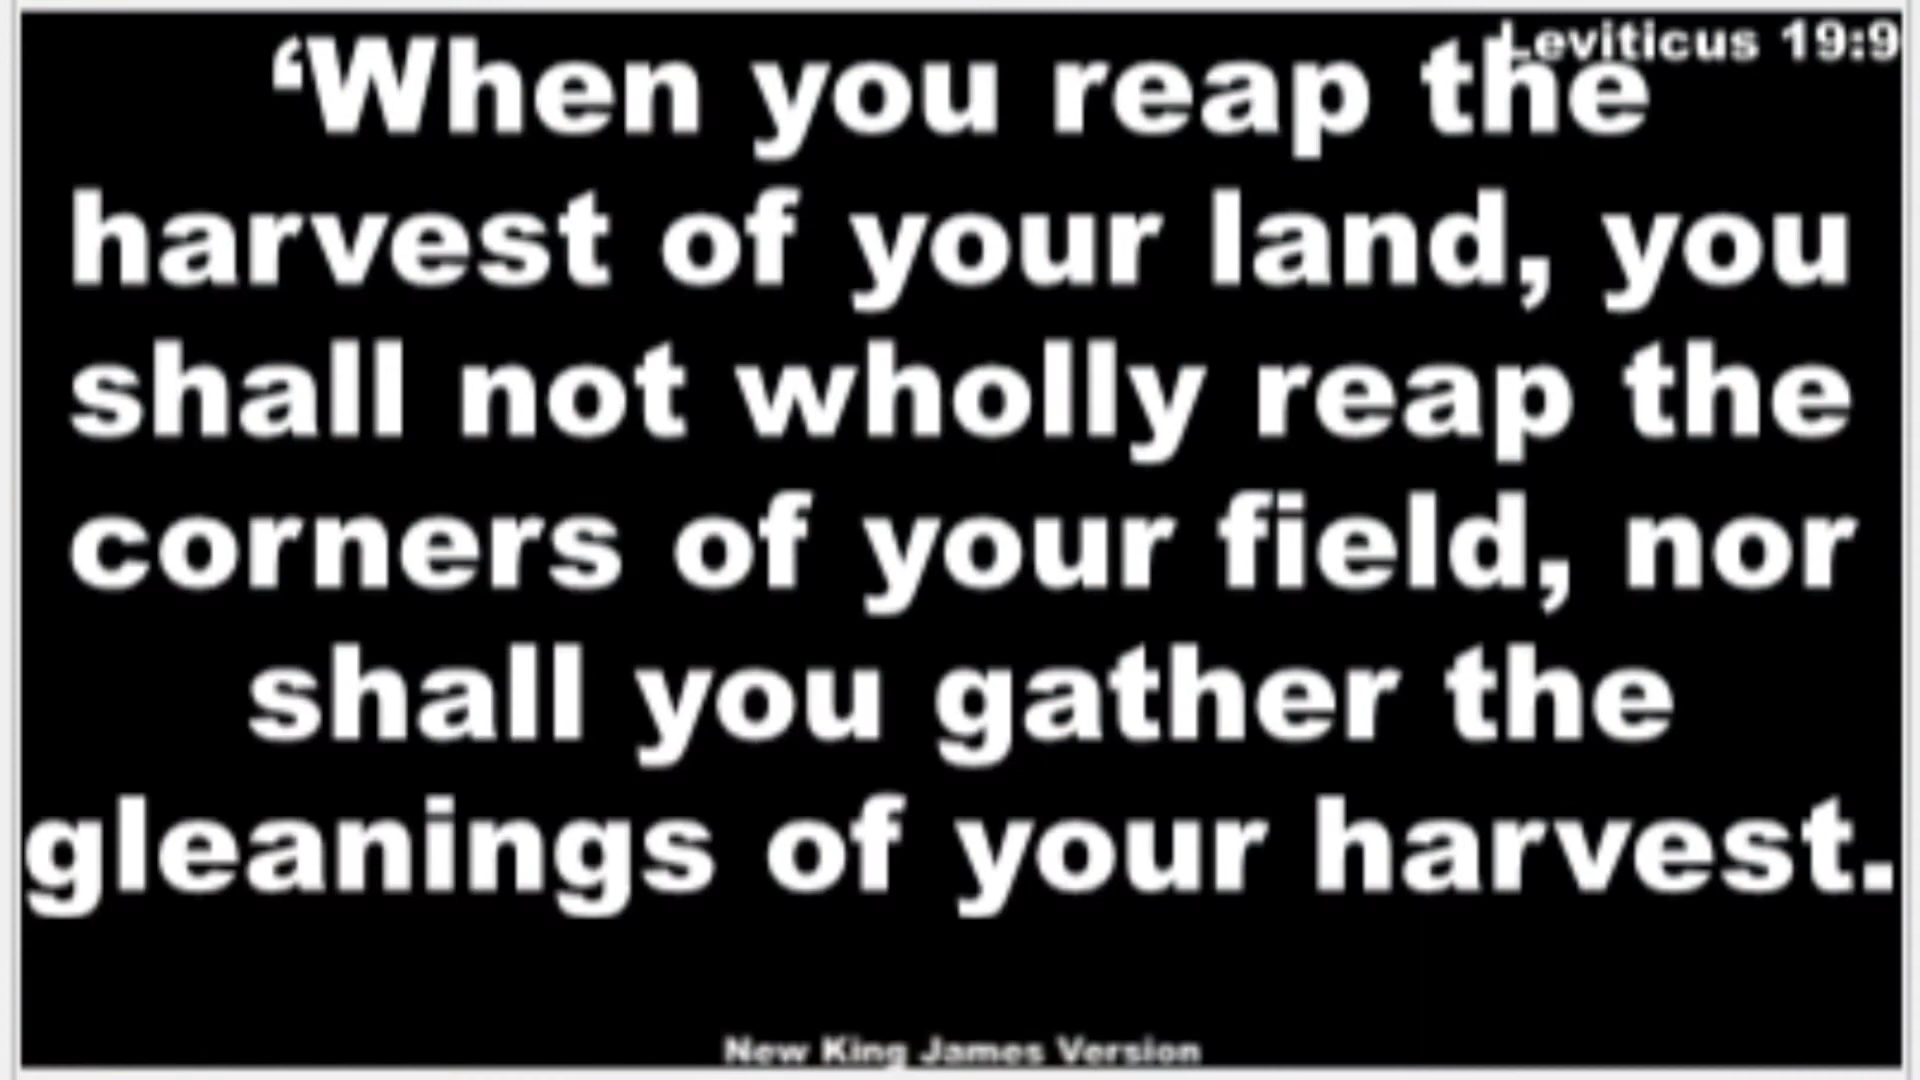 Leviticus 19:9
‘When you reap the
harvest of your land, you
shall not wholly reap the
corners of your field, nor
shall you gather the
gleanings of your harvest.
New King James Version